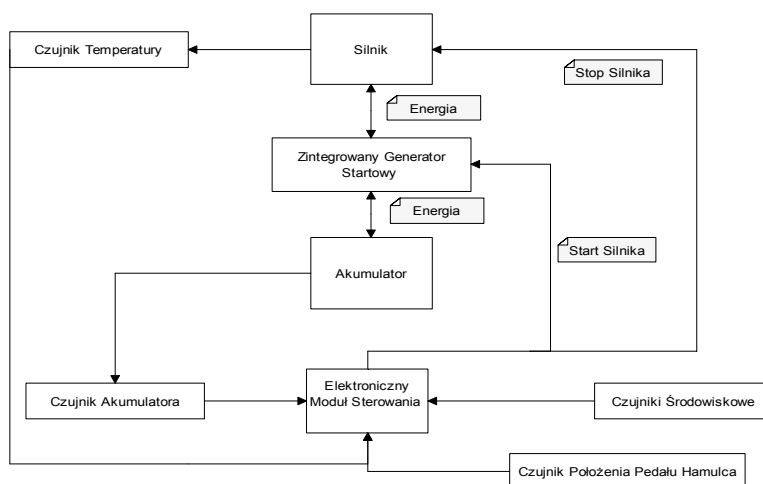 Czujnik Temperatury
Silnik
Stop Silnika
Energia
Zintegrowany Generator
Startowy
Energia
Start Silnika
Akumulator
Elektroniczny
Moduł Sterowania
Czujnik Akumulatora
Czujniki Środowiskowe
Czujnik Położenia Pedału Hamulca